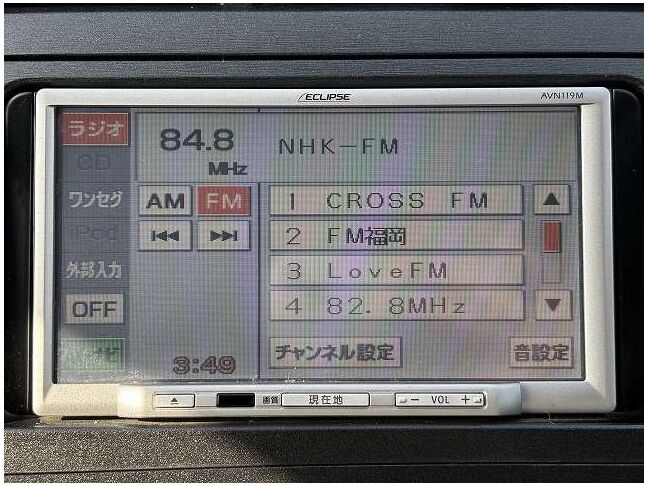 ECLIPSE
AVN119M
ラジオ
84.8
MHz
NHK-FM
CD
ワンセグ
AM
FM
1 CROSS FM
▲
iPod
⏮
⏭
2 FM福岡
外部入力
3 LoveFM
OFF
4 82.8MHz
▼
ナビ
3:49
チャンネル設定
音設定
画質
現在地
− VOL +